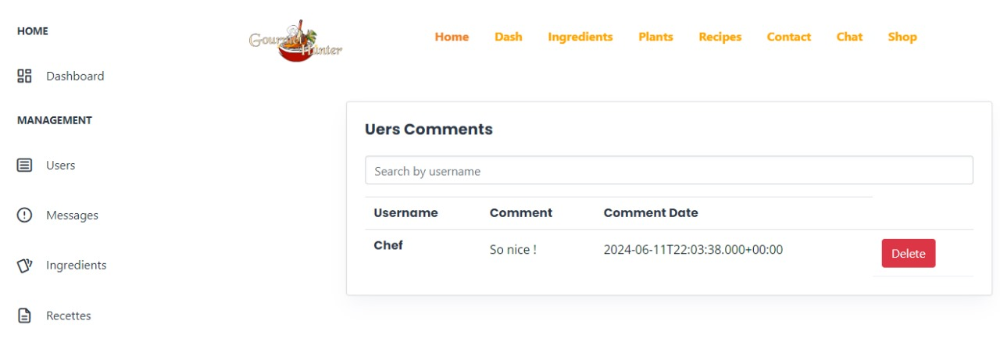 HOME
Dashboard
MANAGEMENT
Users
Messages
Ingredients
Recettes
Gourmet
Hunter
Home Dash Ingredients Plants Recipes Contact Chat Shop
Uers Comments
Search by username
Username Comment Comment Date
Chef So nice ! 2024-06-11T22:03:38.000+00:00 Delete